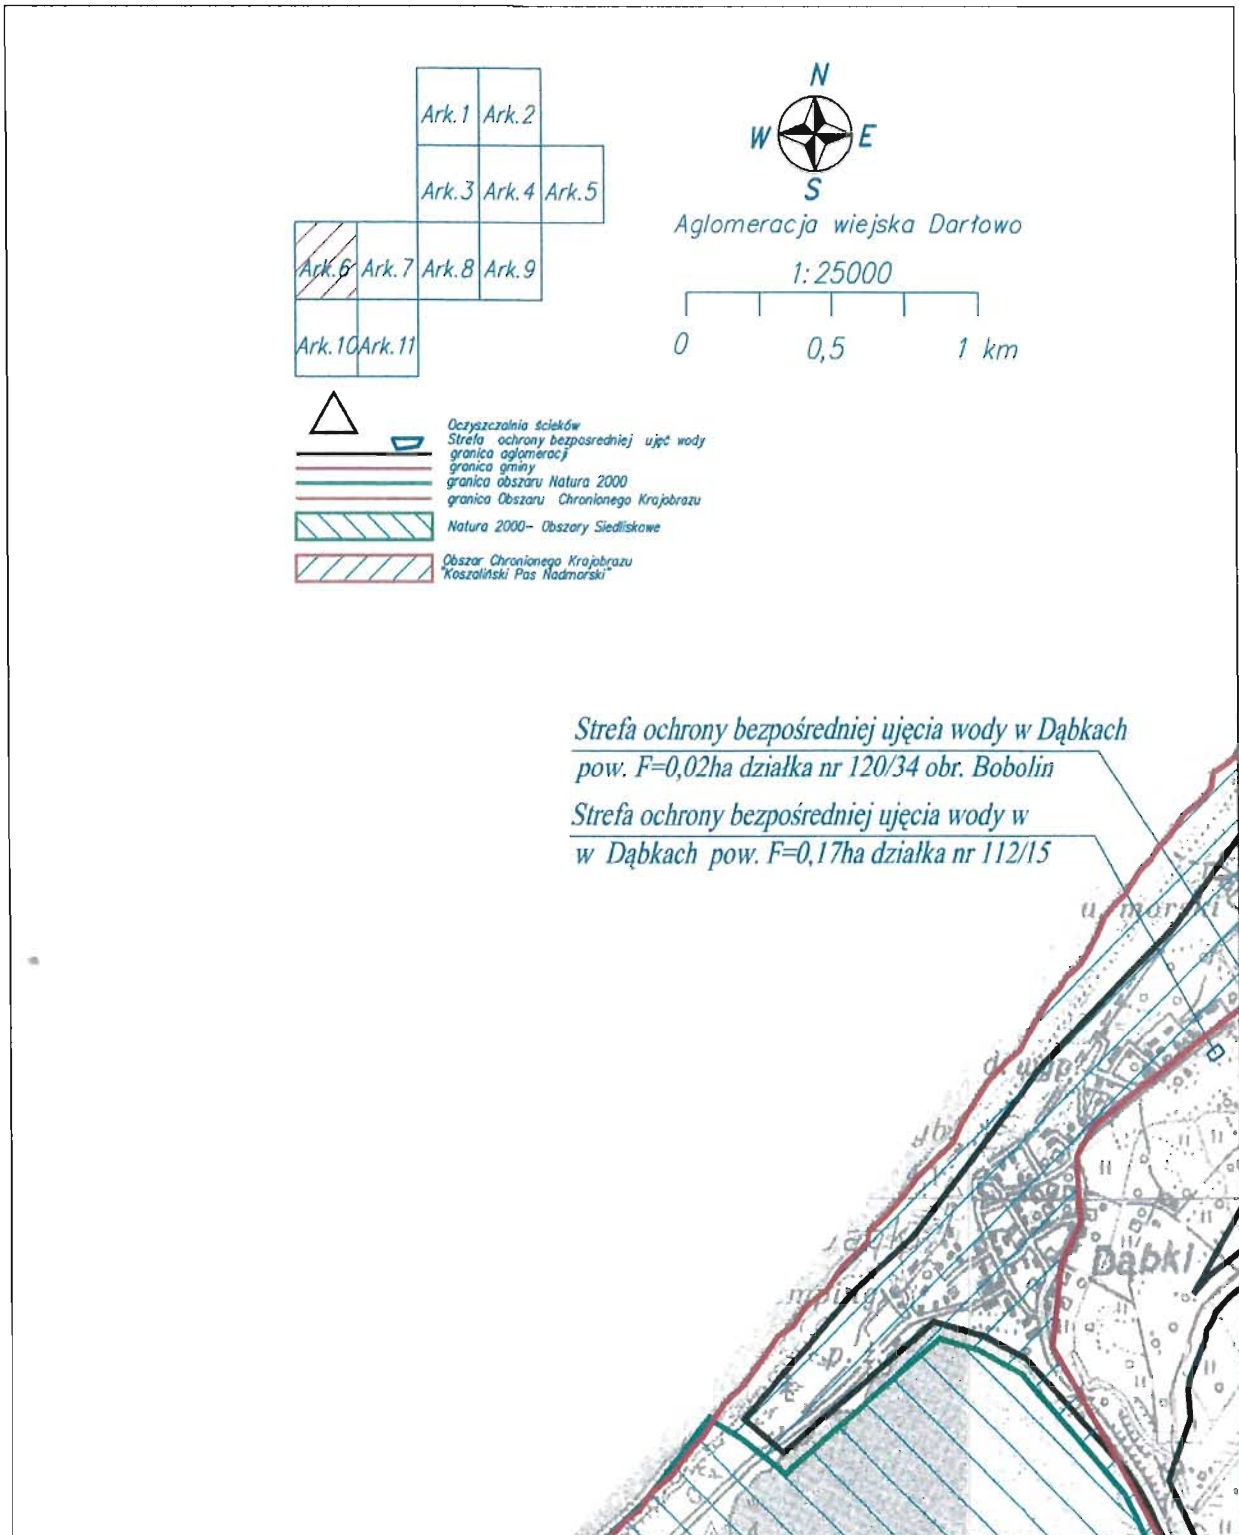 Ark.1 Ark.2
Ark.3 Ark.4 Ark.5
Ark.6 Ark.7 Ark.8 Ark.9
Ark.10 Ark.11
N
W E
S
Aglomeracja wiejska Darłowo
1:25000
0 0,5 1 km
Oczyszczalnia ścieków
Strefa ochrony bezposredniej ujęć wody
granica aglomeracji
granica gminy
granica obszaru Natura 2000
granica Obszaru Chronionego Krajobrazu
Natura 2000- Obszary Siedliskowe
Obszar Chronionego Krajobrazu
"Koszaliński Pas Nadmorski"
Strefa ochrony bezpośredniej ujęcia wody w Dąbkach
pow. F=0,02ha działka nr 120/34 obr. Bobolin
Strefa ochrony bezpośredniej ujęcia wody w
w Dąbkach pow. F=0,17ha działka nr 112/15
u. morski
d. wyp.
Dąbki